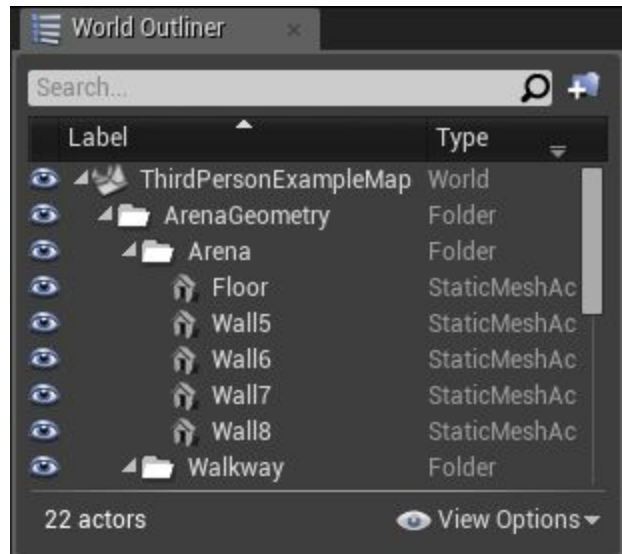 World Outliner ×
Search...
Label Type
ThirdPersonExampleMap World
ArenaGeometry Folder
Arena Folder
Floor StaticMeshAc
Wall5 StaticMeshAc
Wall6 StaticMeshAc
Wall7 StaticMeshAc
Wall8 StaticMeshAc
Walkway Folder
22 actors View Options